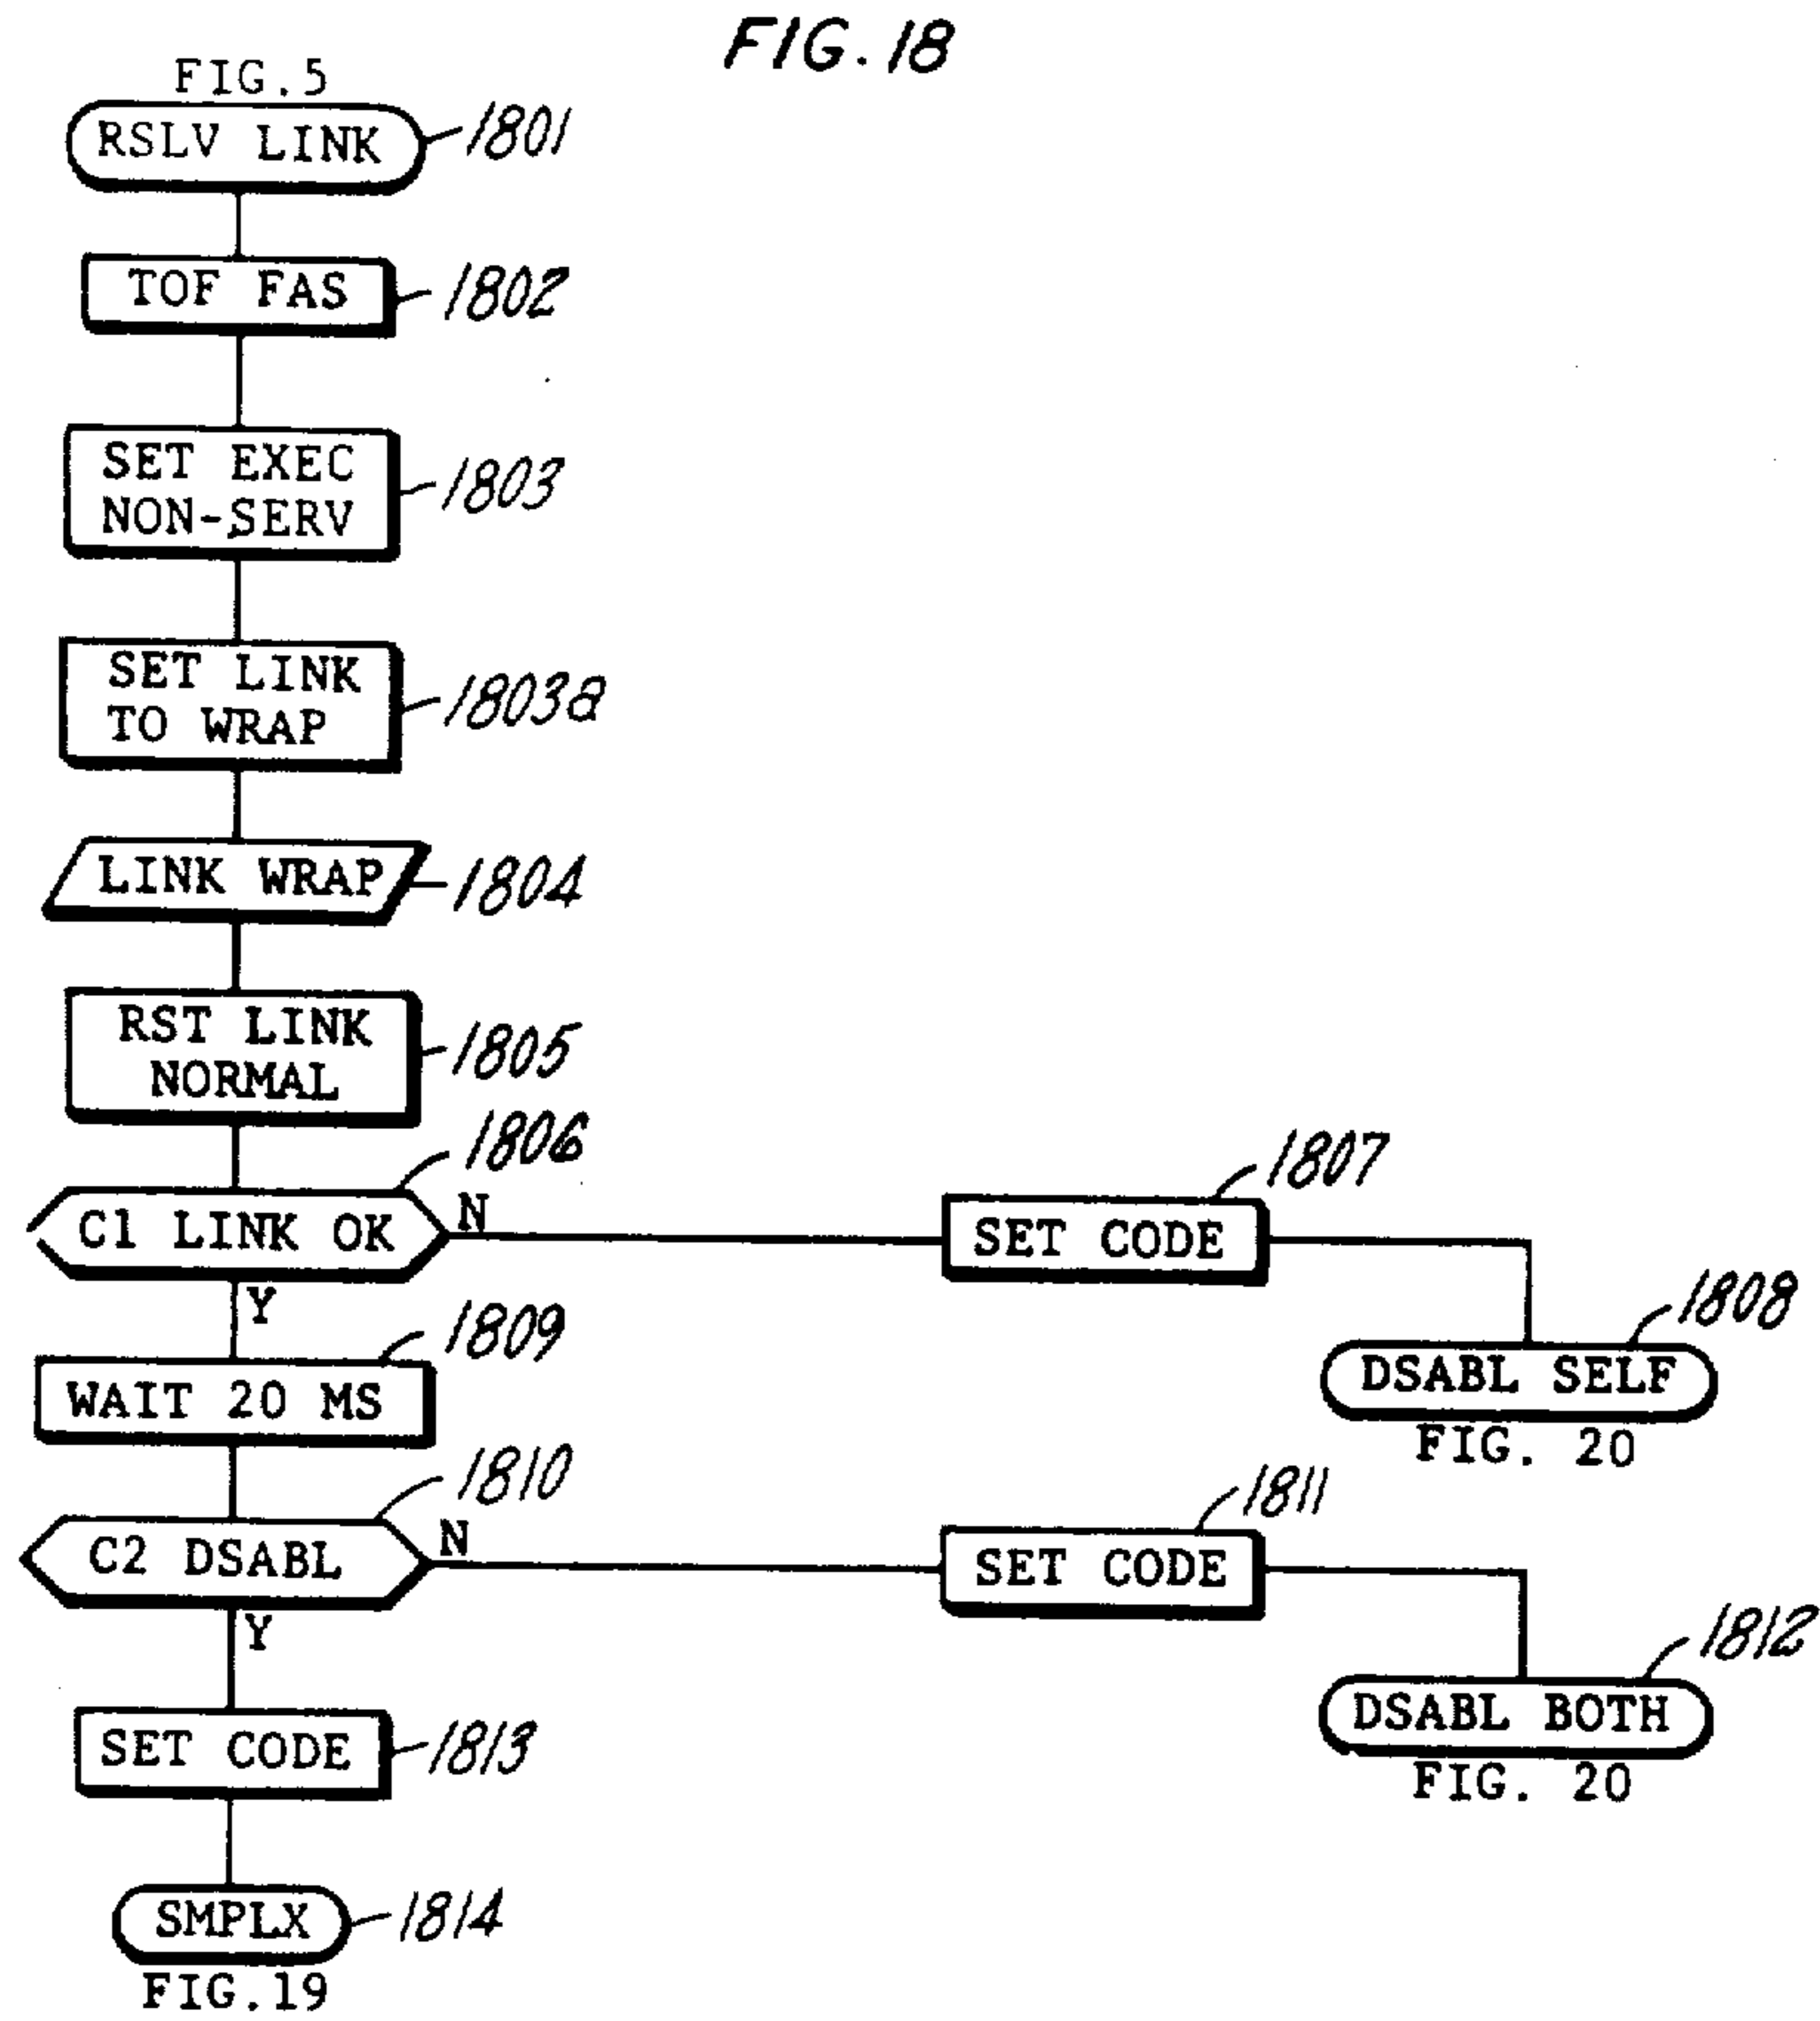 FIG. 18
FIG.5
RSLV LINK
1801
TOF FAS
1802
SET EXEC
NON-SERV
1803
SET LINK
TO WRAP
1803a
LINK WRAP
1804
RST LINK
NORMAL
1805
1806
C1 LINK OK
N
1807
SET CODE
Y
1808
DSABL SELF
FIG. 20
1809
WAIT 20 MS
1810
C2 DSABL
N
1811
SET CODE
Y
1812
DSABL BOTH
FIG. 20
SET CODE
1813
SMPLX
1814
FIG.19